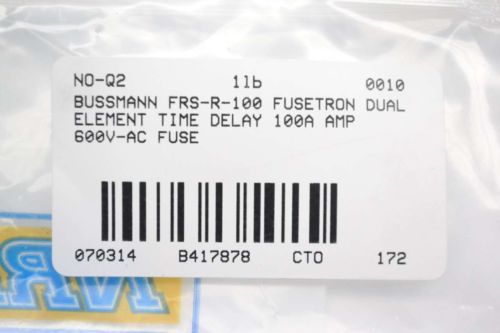 NO-Q2 1lb 0010
BUSSMANN FRS-R-100 FUSETRON DUAL
ELEMENT TIME DELAY 100A AMP
600V-AC FUSE
070314 B417878 CTO 172